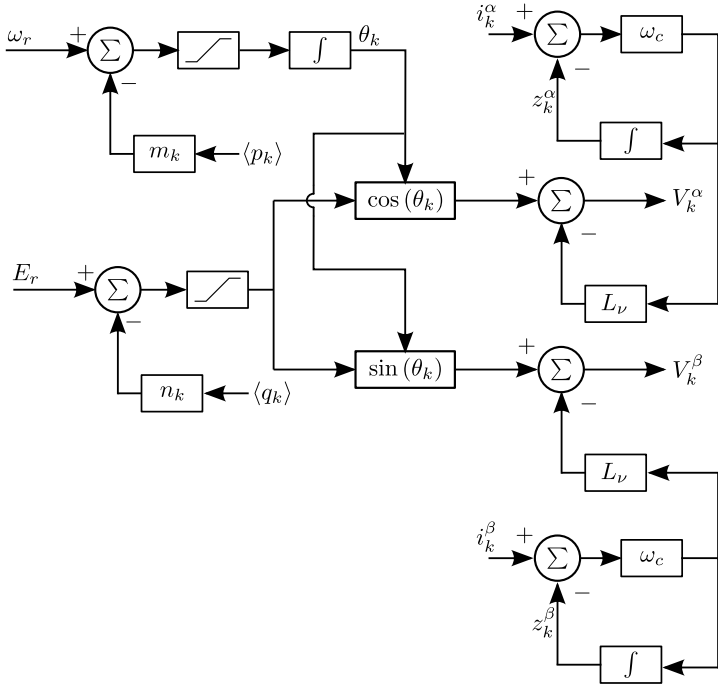 ω_r + Σ − ∫ θ_k
m_k ⟨p_k⟩
i_k^α + Σ − ω_c
z_k^α ∫
cos (θ_k) + Σ − V_k^α
E_r + Σ −
L_ν
n_k ⟨q_k⟩
sin (θ_k) + Σ − V_k^β
L_ν
i_k^β + Σ − ω_c
z_k^β ∫